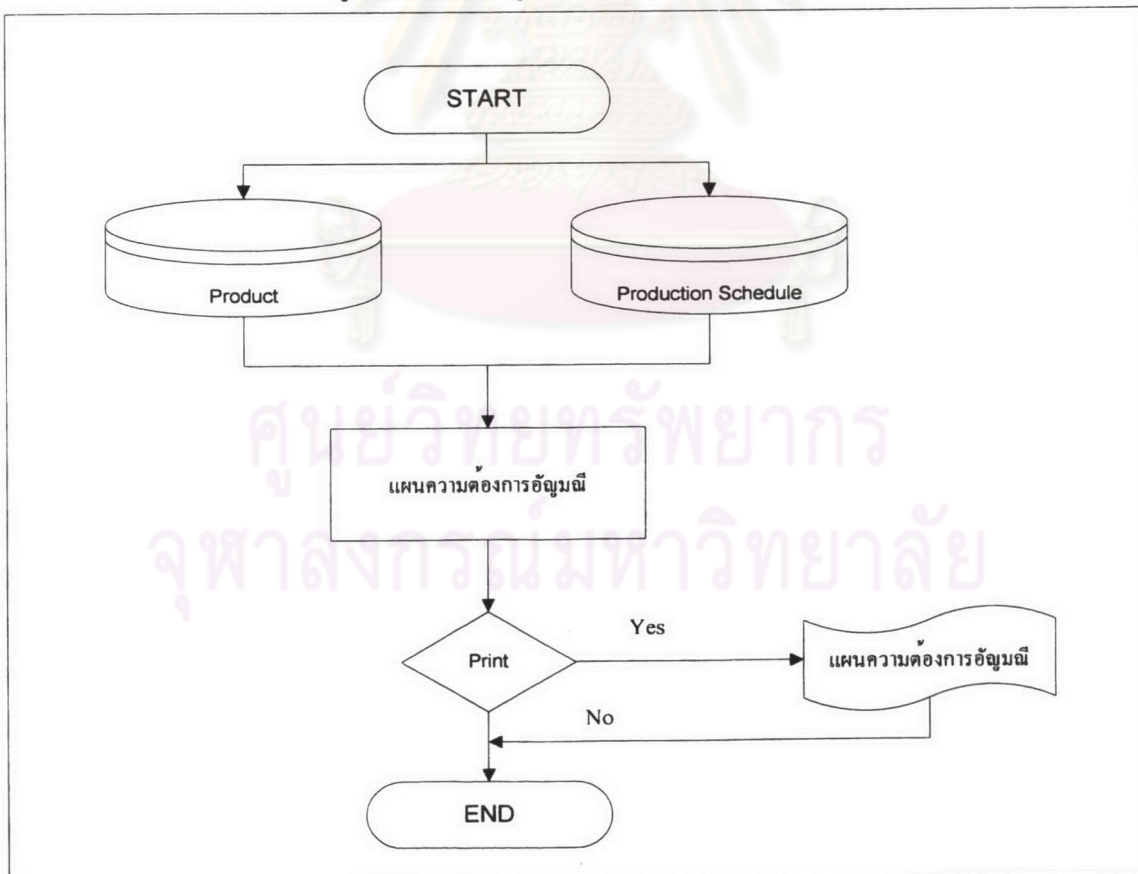 START
Product
Production Schedule
ศูนย์วิทยทรัพยากร
แผนความต้องการอัญมณี
จุฬาลงกรณ์มหาวิทยาลัย
Print
Yes
แผนความต้องการอัญมณี
No
END